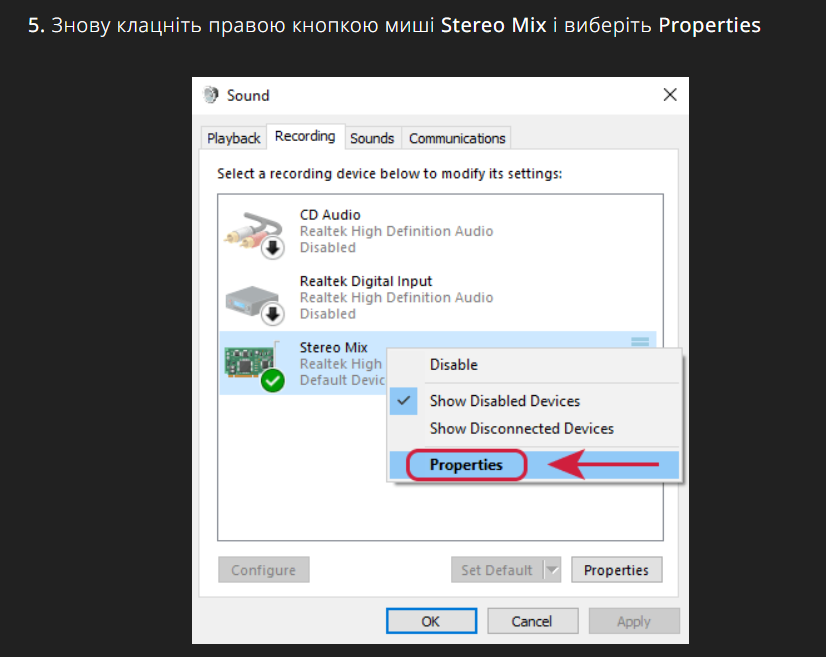 5. Знову клацніть правою кнопкою миші Stereo Mix і виберіть Properties
Sound
Playback Recording Sounds Communications
Select a recording device below to modify its settings:
CD Audio
Realtek High Definition Audio
Disabled
Realtek Digital Input
Realtek High Definition Audio
Disabled
Stereo Mix
Realtek High
Default Devic
Disable
Show Disabled Devices
Show Disconnected Devices
Properties
Configure Set Default Properties
OK Cancel Apply